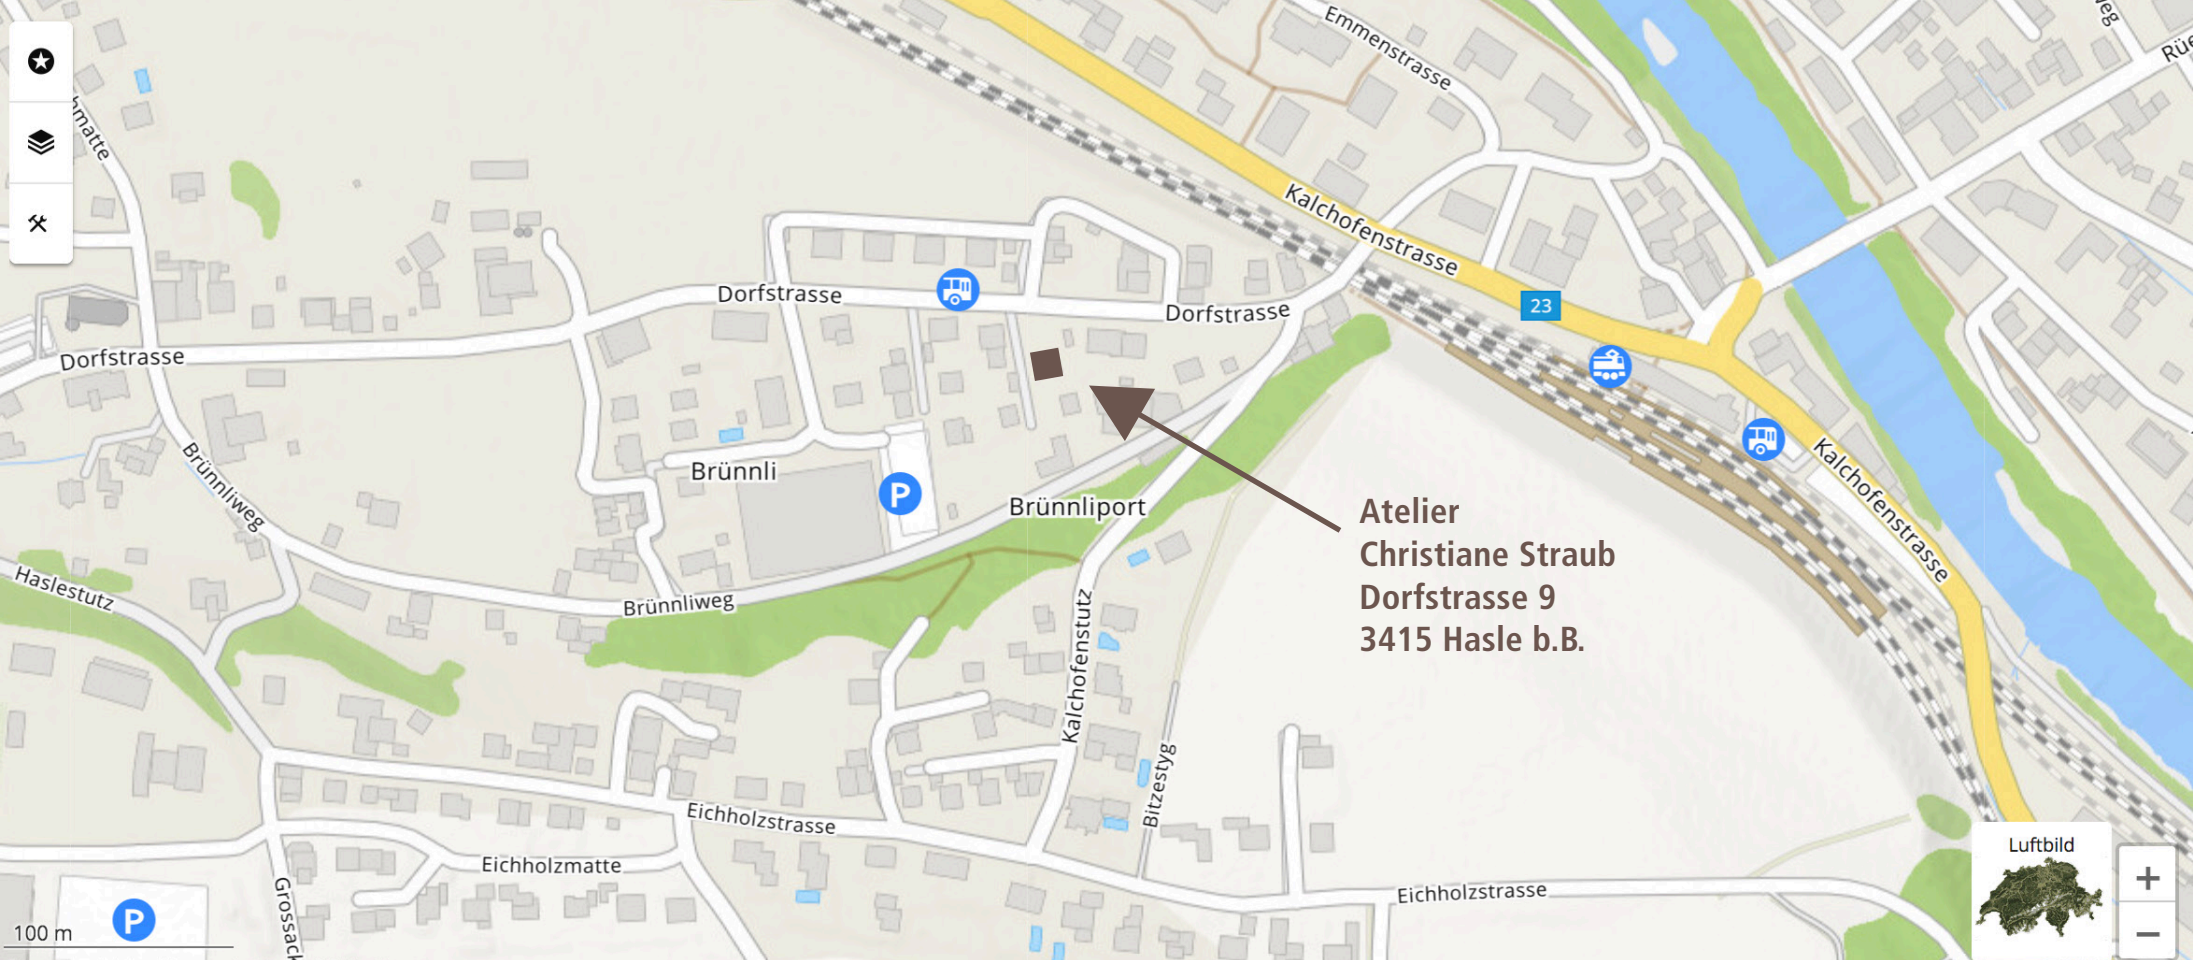 Emmenstrasse
Kalchofenstrasse
23
Dorfstrasse
Dorfstrasse
Dorfstrasse
Brünnliweg
Brünnli
P
Brünnliport
Atelier
Christiane Straub
Dorfstrasse 9
3415 Hasle b.B.
Kalchofenstrasse
Haslestutz
Brünnliweg
Kalchofenstutz
Bitzestyg
Eichholzstrasse
Eichholzmatte
Eichholzstrasse
Grossack
P
100 m
Luftbild
+
−